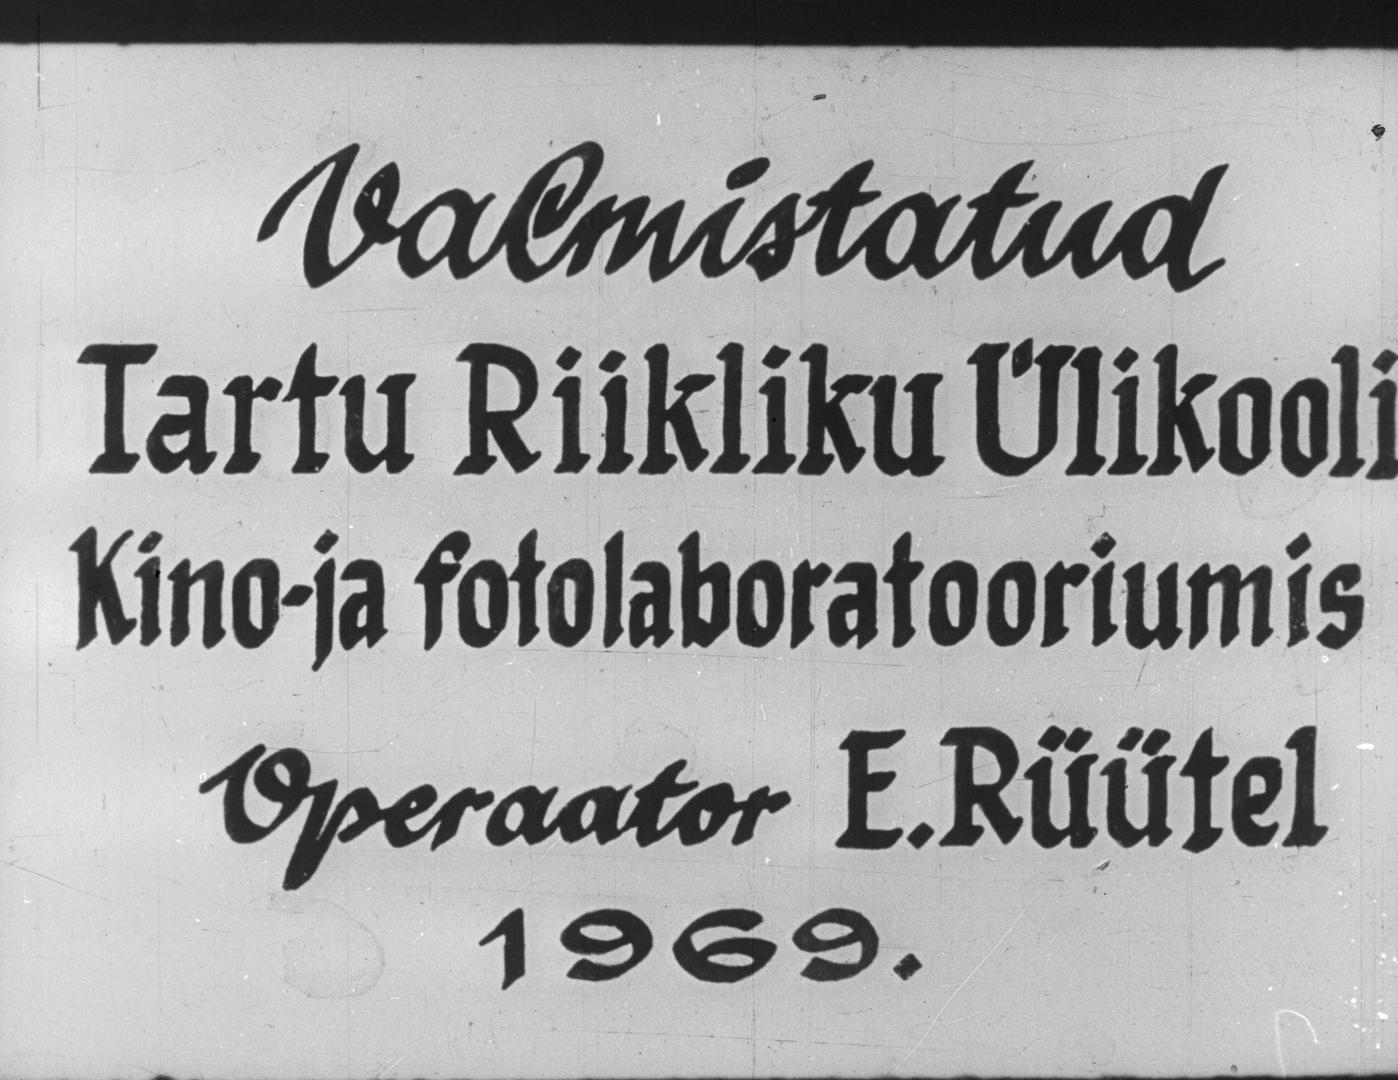 Valmistatud
Tartu Riikliku Ülikooli
Kino-ja fotolaboratooriumis
Operaator E.Rüütel
1969.